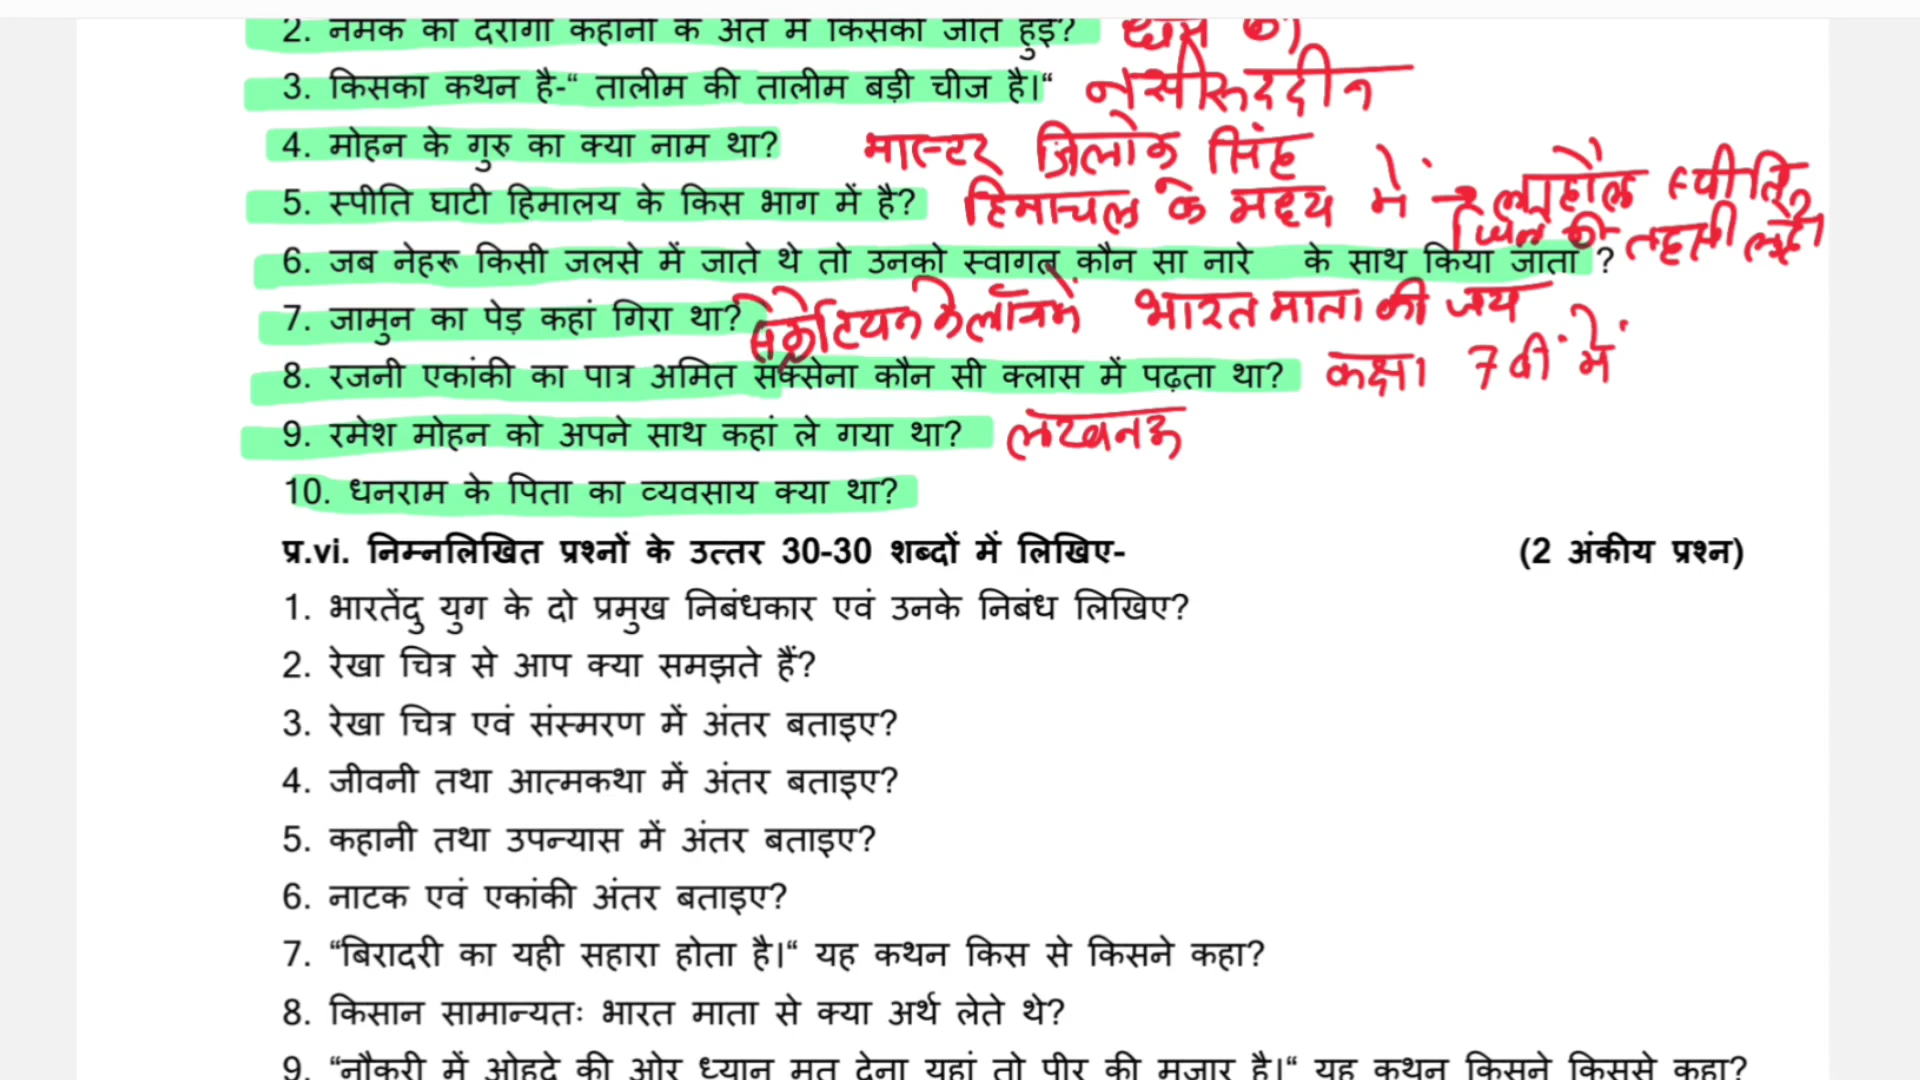 2. नमक का दरोगा कहानी के अंत में किसकी जीत हुई?
3. किसका कथन है-“ तालीम की तालीम बड़ी चीज है।“ नसीरुददीन
4. मोहन के गुरु का क्या नाम था? मास्टर त्रिलोक सिंह
5. स्पीति घाटी हिमालय के किस भाग में है? हिमाचल के मध्य में → लाहौल स्पीति
6. जब नेहरू किसी जलसे में जाते थे तो उनको स्वागत कौन सा नारे के साथ किया जाता ?
भारत माता की जय
7. जामुन का पेड़ कहां गिरा था? के लॉन में
8. रजनी एकांकी का पात्र अमित सक्सेना कौन सी क्लास में पढ़ता था? कक्षा 7 वीं में
9. रमेश मोहन को अपने साथ कहां ले गया था? लखनऊ
10. धनराम के पिता का व्यवसाय क्या था?
प्र.vi. निम्नलिखित प्रश्नों के उत्तर 30-30 शब्दों में लिखिए- (2 अंकीय प्रश्न)
1. भारतेंदु युग के दो प्रमुख निबंधकार एवं उनके निबंध लिखिए?
2. रेखा चित्र से आप क्या समझते हैं?
3. रेखा चित्र एवं संस्मरण में अंतर बताइए?
4. जीवनी तथा आत्मकथा में अंतर बताइए?
5. कहानी तथा उपन्यास में अंतर बताइए?
6. नाटक एवं एकांकी अंतर बताइए?
7. “बिरादरी का यही सहारा होता है।“ यह कथन किस से किसने कहा?
8. किसान सामान्यतः भारत माता से क्या अर्थ लेते थे?
9. “नौकरी में ओहदे की ओर ध्यान मत देना यहां तो पीर की मजार है।“ यह कथन किसने किससे कहा?